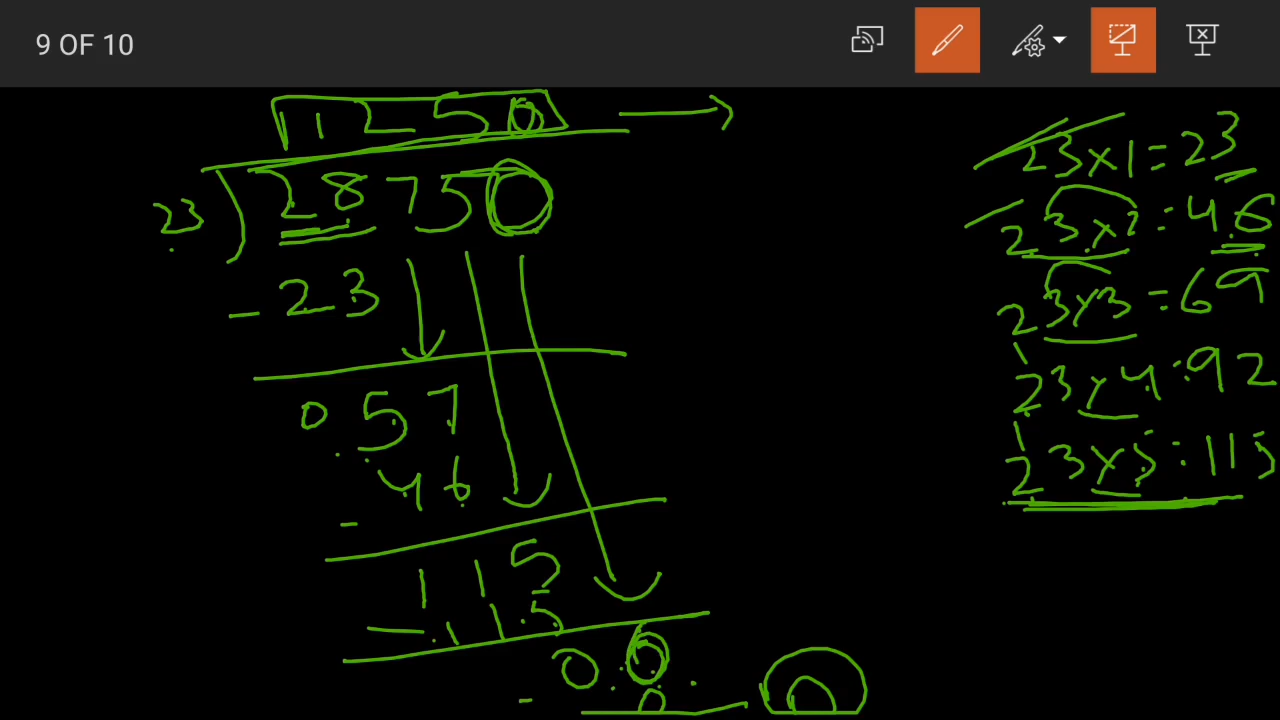 9 OF 10
1250
23) 28750
- 23
057
- 46
115
- 115
00
- 0
0
23x1=23
23x2=46
23x3=69
23x4:92
23x5:115